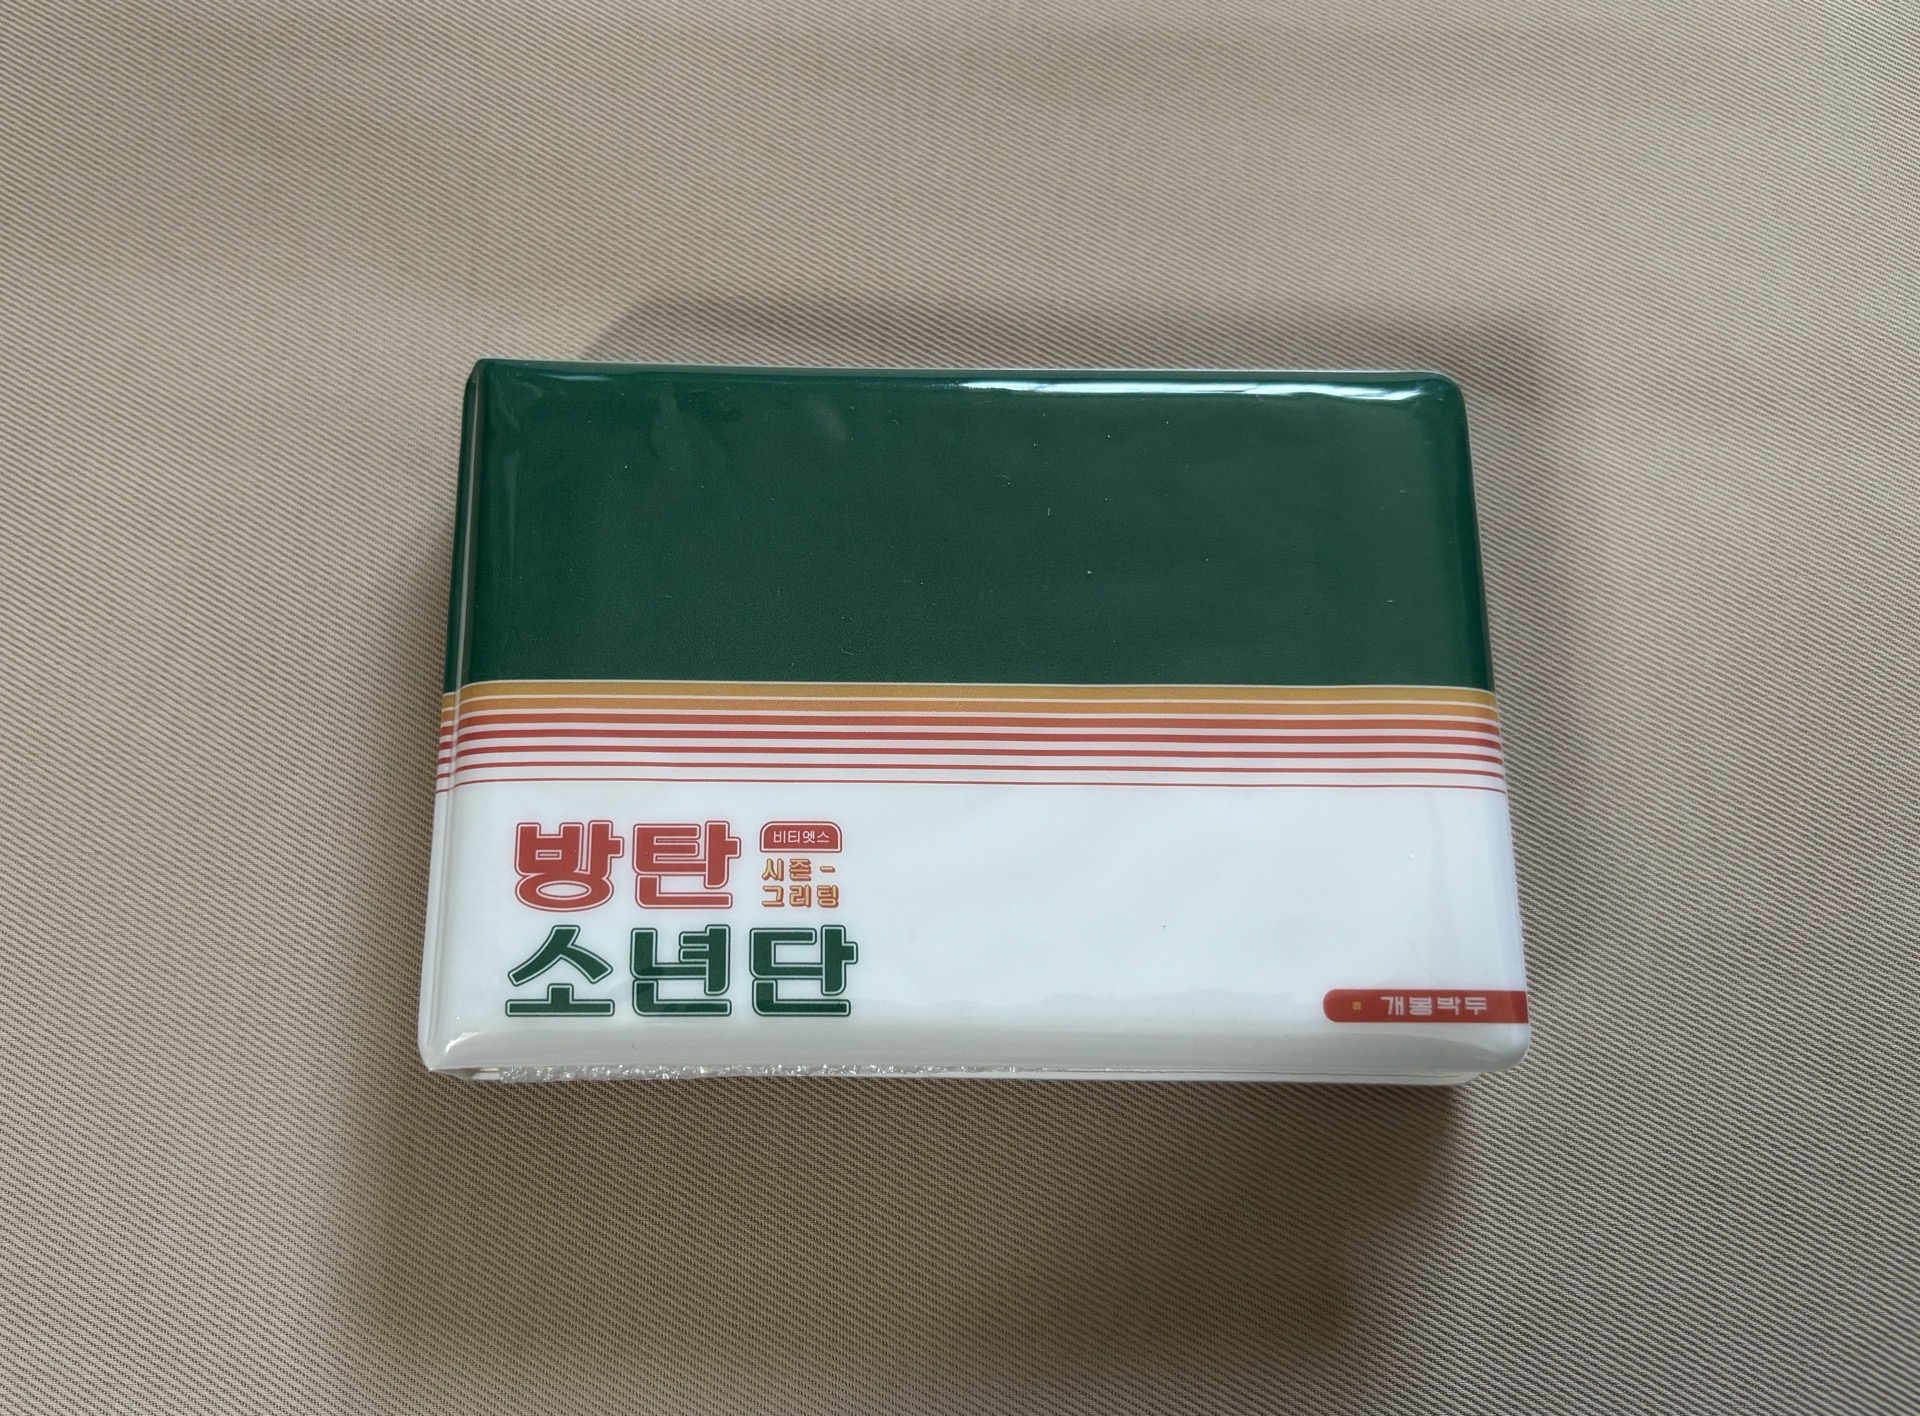 방탄
비티엣스
시즌-
그리팅
소년단
개봉박두